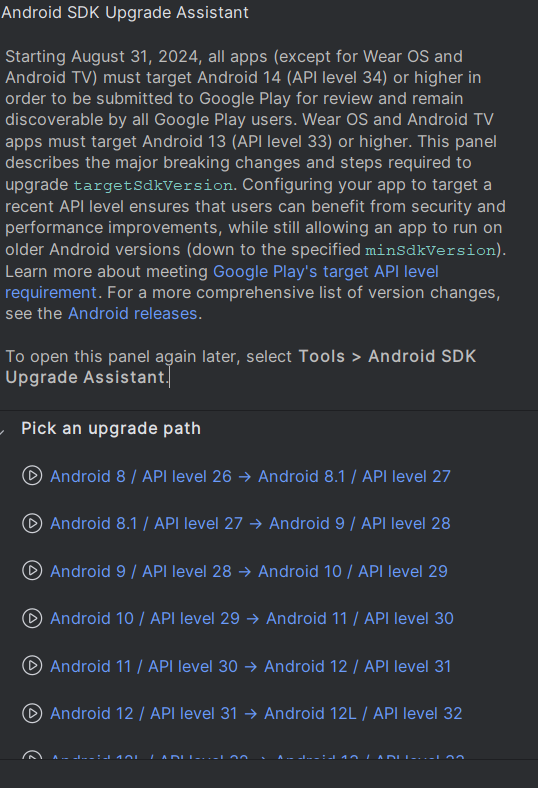 Android SDK Upgrade Assistant
Starting August 31, 2024, all apps (except for Wear OS and
Android TV) must target Android 14 (API level 34) or higher in
order to be submitted to Google Play for review and remain
discoverable by all Google Play users. Wear OS and Android TV
apps must target Android 13 (API level 33) or higher. This panel
describes the major breaking changes and steps required to
upgrade targetSdkVersion. Configuring your app to target a
recent API level ensures that users can benefit from security and
performance improvements, while still allowing an app to run on
older Android versions (down to the specified minSdkVersion).
Learn more about meeting Google Play's target API level
requirement. For a more comprehensive list of version changes,
see the Android releases.
To open this panel again later, select Tools > Android SDK
Upgrade Assistant.
Pick an upgrade path
Android 8 / API level 26 → Android 8.1 / API level 27
Android 8.1 / API level 27 → Android 9 / API level 28
Android 9 / API level 28 → Android 10 / API level 29
Android 10 / API level 29 → Android 11 / API level 30
Android 11 / API level 30 → Android 12 / API level 31
Android 12 / API level 31 → Android 12L / API level 32
Android 12L / API level 32 → Android 13 / API level 33